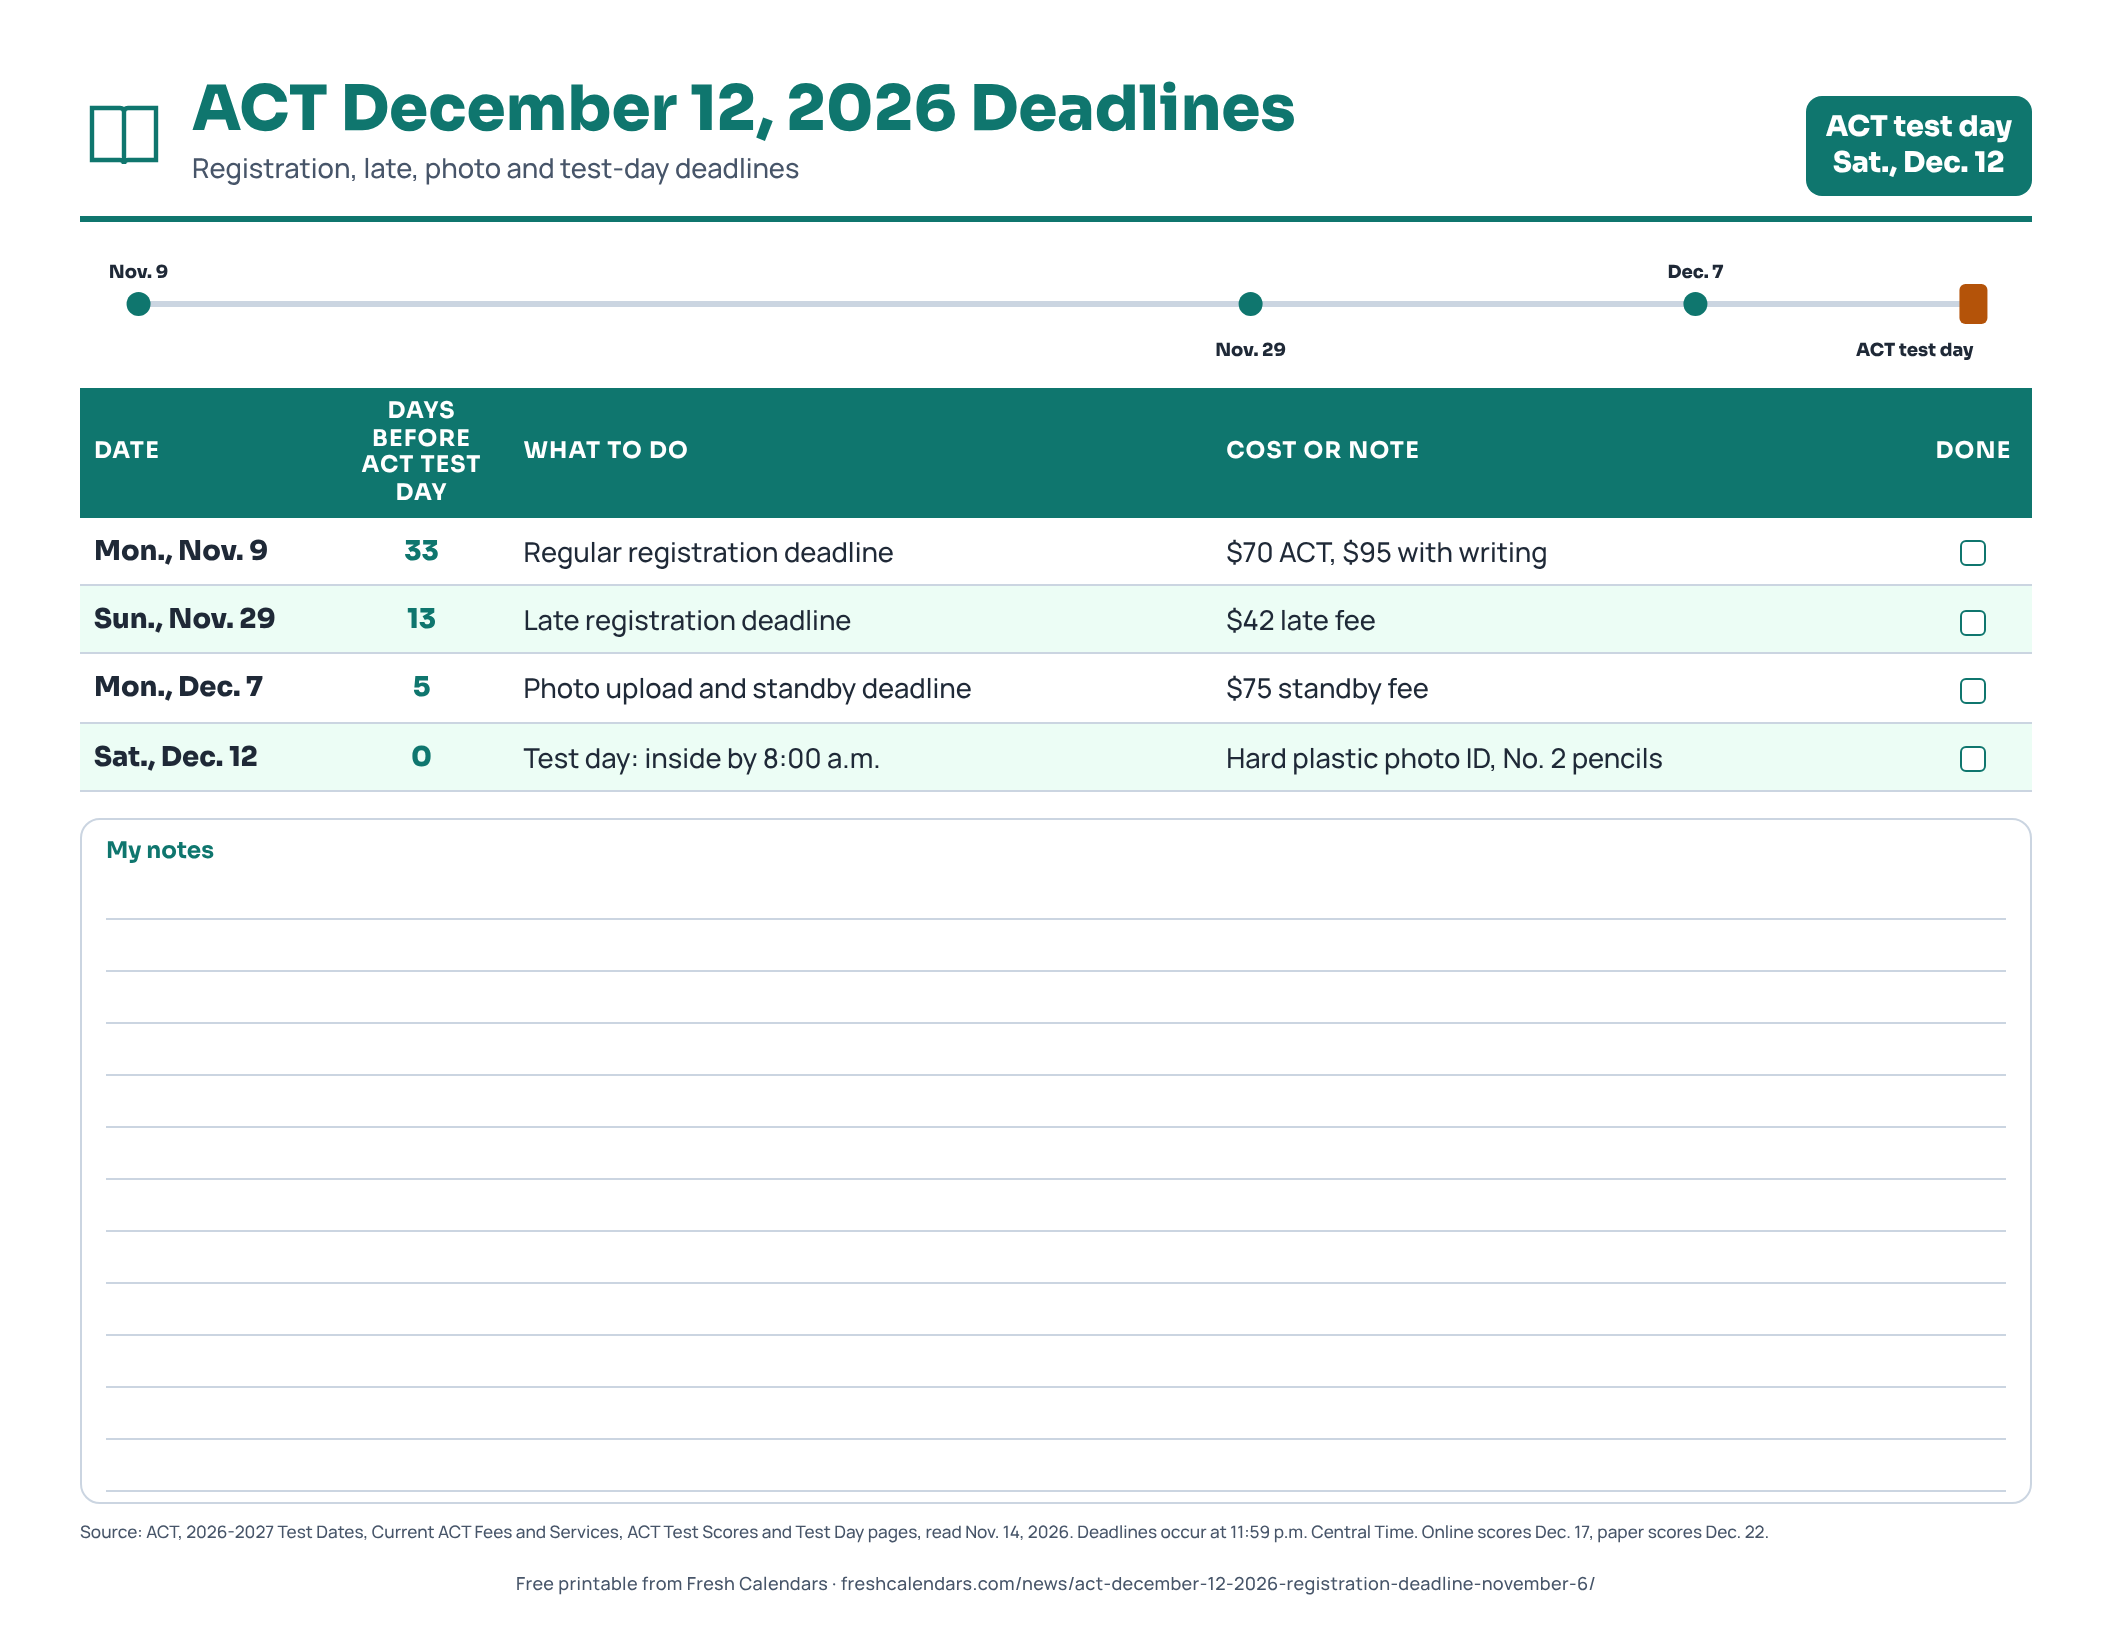 ACT December 12, 2026 Deadlines
Registration, late, photo and test-day deadlines
ACT test day
Sat., Dec. 12
Nov. 9
Dec. 7
Nov. 29
ACT test day
DATE
DAYS
BEFORE
ACT TEST
DAY
WHAT TO DO
COST OR NOTE
DONE
Mon., Nov. 9 33 Regular registration deadline $70 ACT, $95 with writing
Sun., Nov. 29 13 Late registration deadline $42 late fee
Mon., Dec. 7 5 Photo upload and standby deadline $75 standby fee
Sat., Dec. 12 0 Test day: inside by 8:00 a.m. Hard plastic photo ID, No. 2 pencils
My notes
Source: ACT, 2026-2027 Test Dates, Current ACT Fees and Services, ACT Test Scores and Test Day pages, read Nov. 14, 2026. Deadlines occur at 11:59 p.m. Central Time. Online scores Dec. 17, paper scores Dec. 22.
Free printable from Fresh Calendars · freshcalendars.com/news/act-december-12-2026-registration-deadline-november-6/